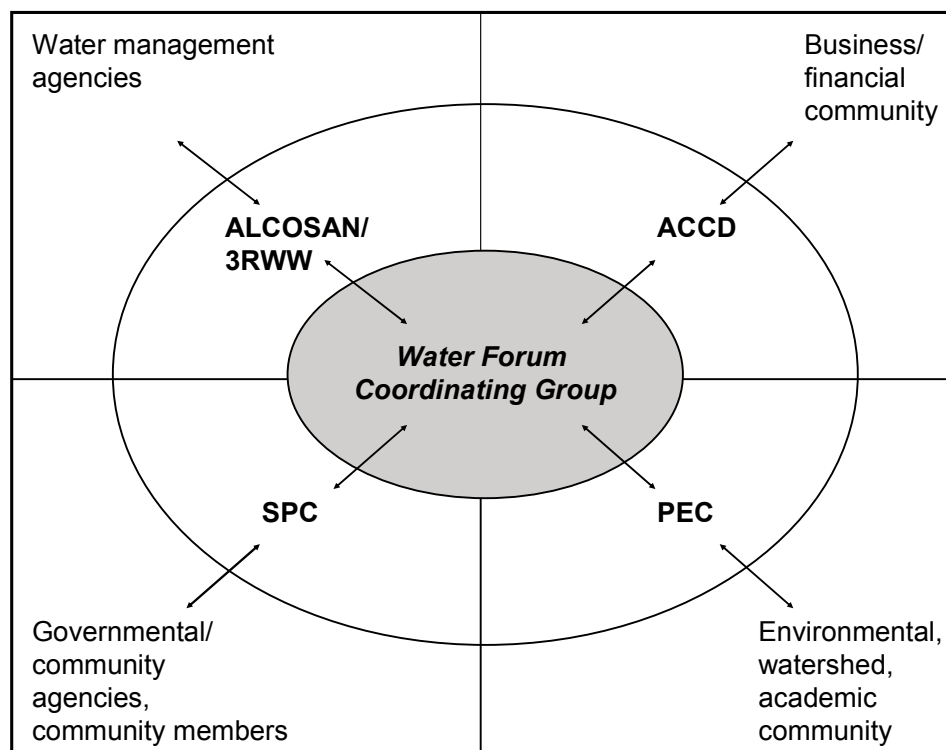 Water management
agencies
Business/
financial
community
ALCOSAN/
3RWW
ACCD
Water Forum
Coordinating Group
SPC
PEC
Governmental/
community
agencies,
community members
Environmental,
watershed,
academic
community